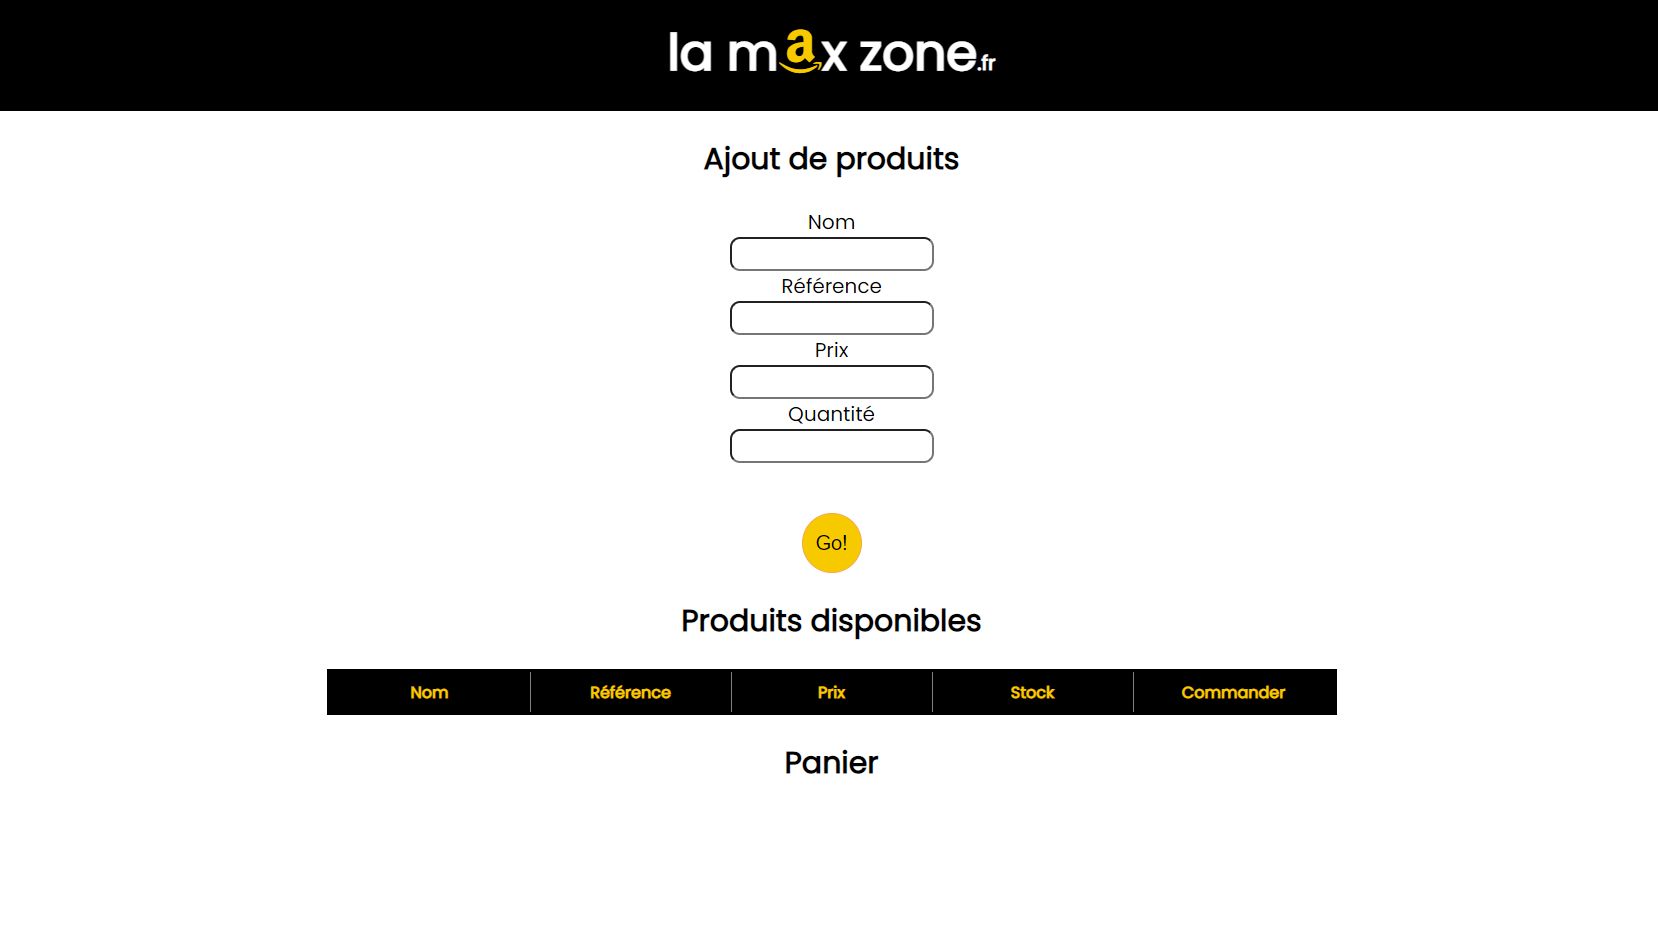 la max zone.fr
Ajout de produits
Nom
Référence
Prix
Quantité
Go!
Produits disponibles
Nom Référence Prix Stock Commander
Panier